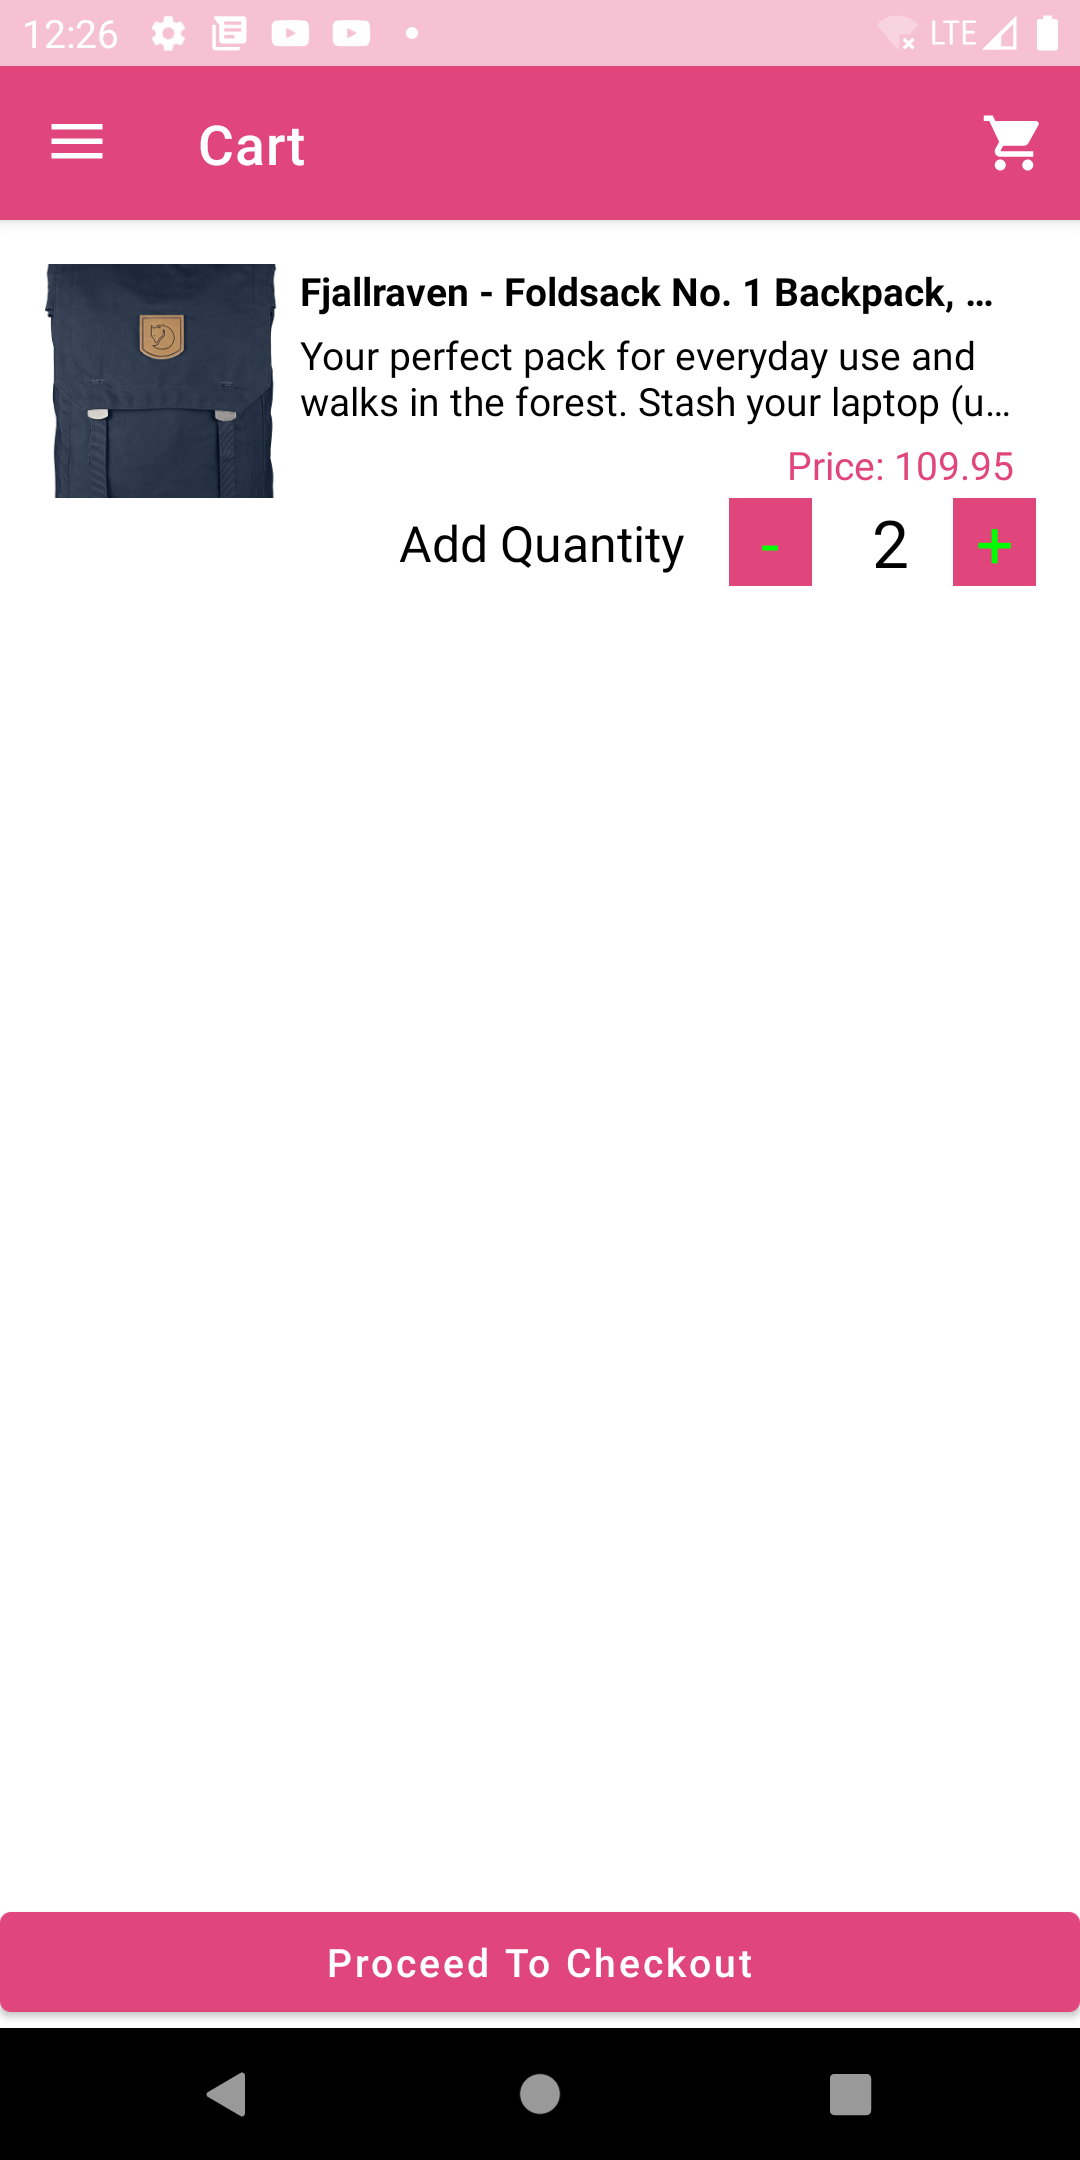 12:26
LTE
Cart
Fjallraven - Foldsack No. 1 Backpack, ...
Your perfect pack for everyday use and
walks in the forest. Stash your laptop (u...
Price: 109.95
Add Quantity - 2 +
Proceed To Checkout